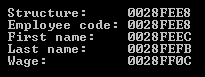 Structure: 0028FEE8
Employee code: 0028FEE8
First name: 0028FEEC
Last name: 0028FEFB
Wage: 0028FF0C